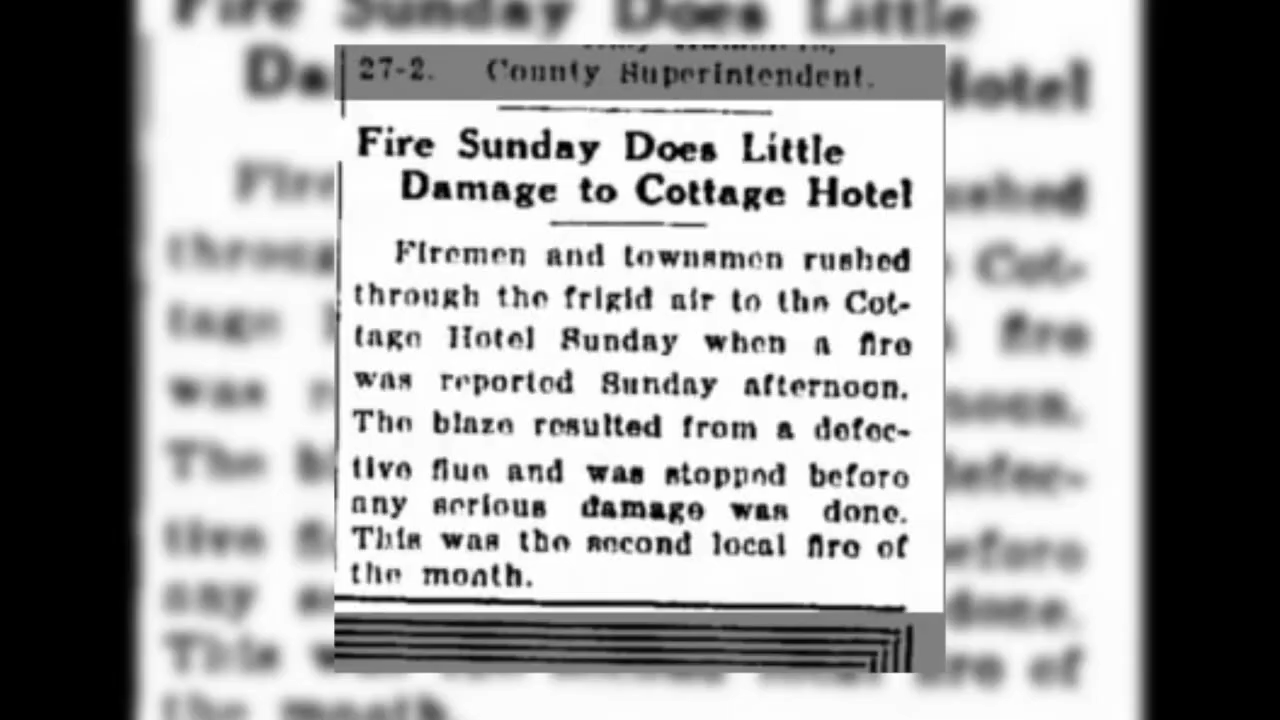 27-2. County Superintendent.
Fire Sunday Does Little
Damage to Cottage Hotel
Firemen and townsmen rushed
through the frigid air to the Cot-
tage Hotel Sunday when a fire
was reported Sunday afternoon.
The blaze resulted from a defec-
tive flue and was stopped before
any serious damage was done.
This was the second local fire of
the month.